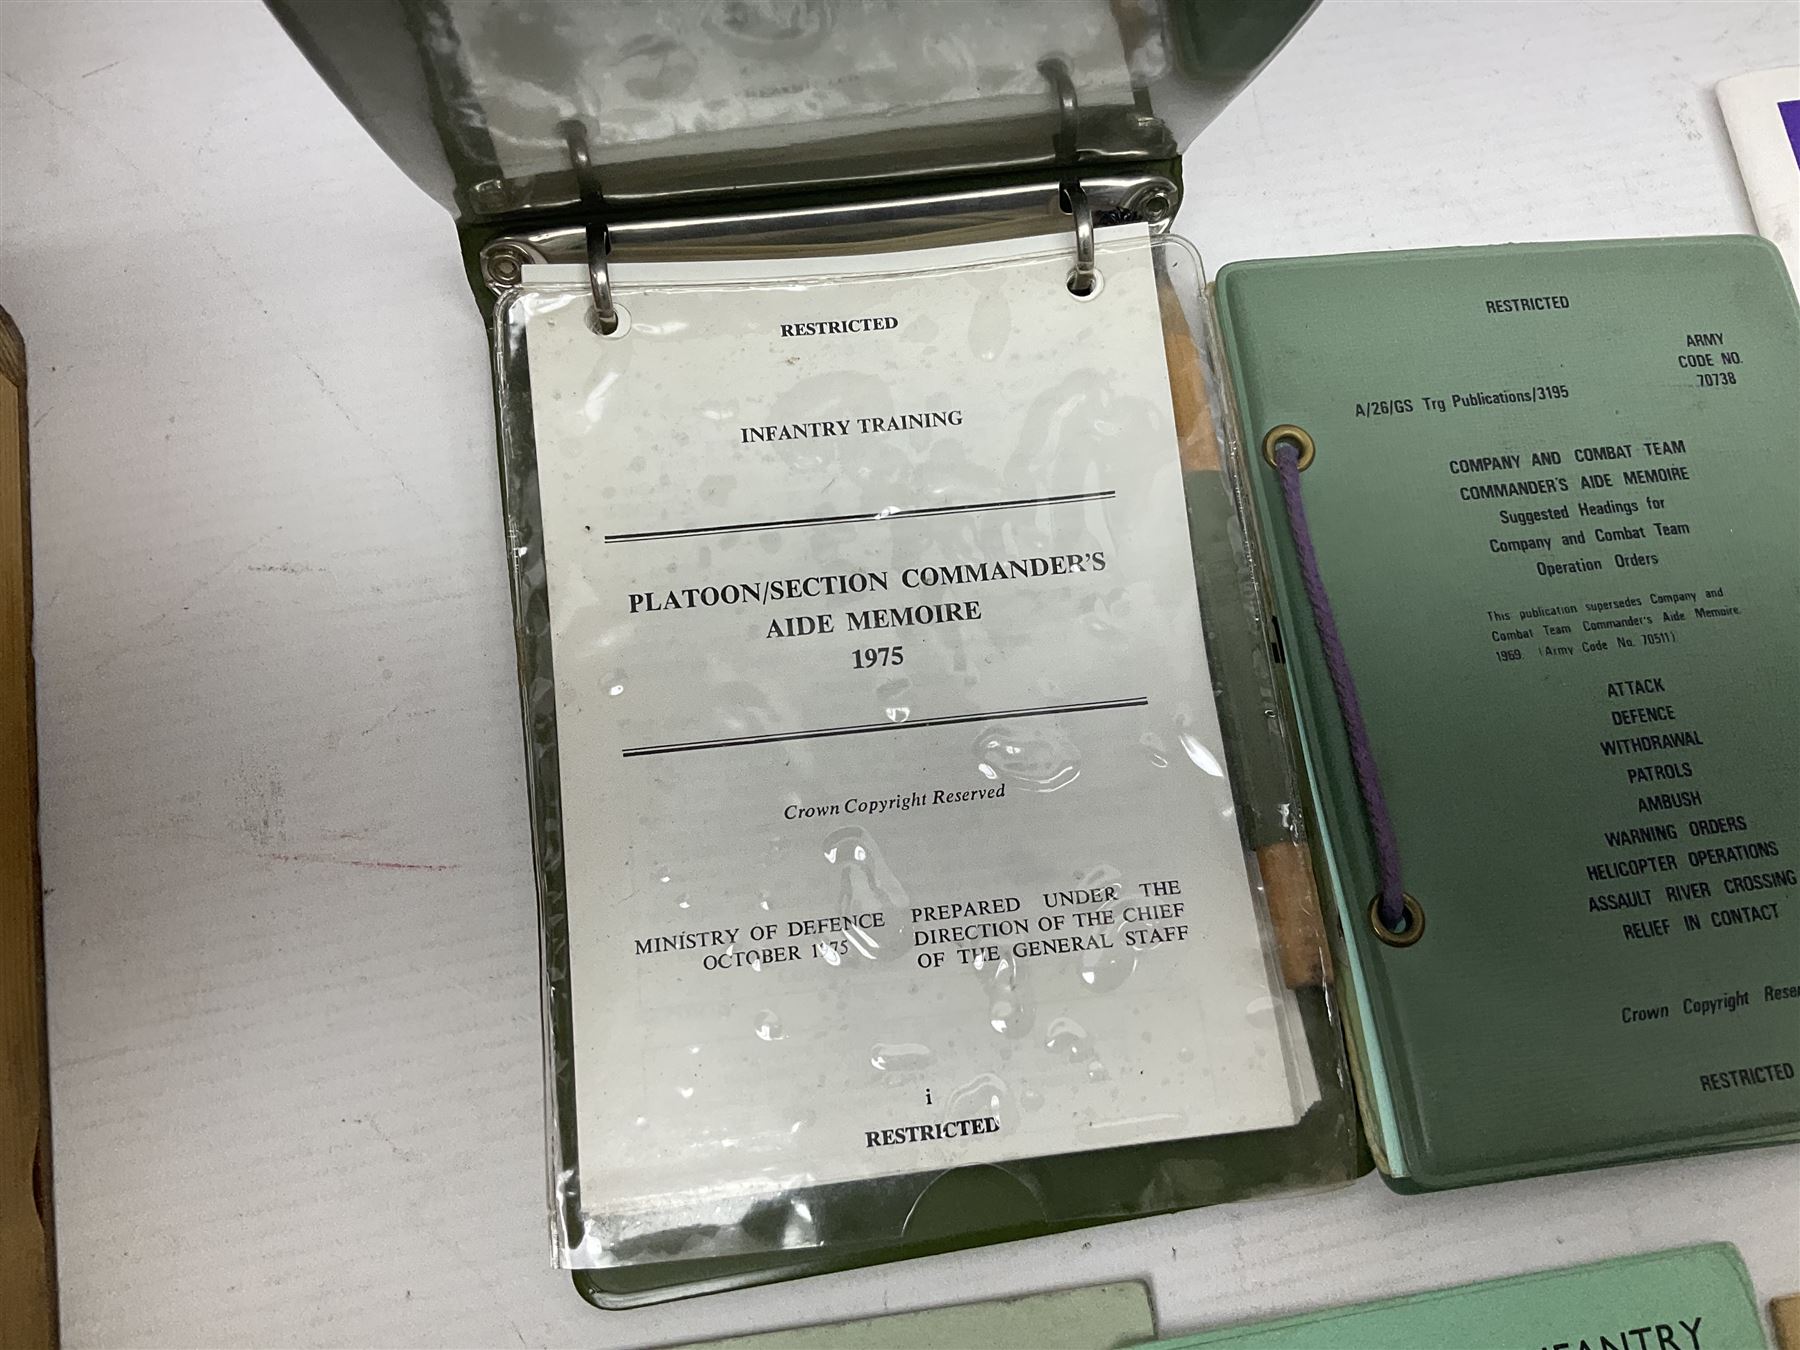 RESTRICTED
INFANTRY TRAINING
PLATOON/SECTION COMMANDER'S
AIDE MEMOIRE
1975
Crown Copyright Reserved
MINISTRY OF DEFENCE
OCTOBER 1975
PREPARED UNDER THE
DIRECTION OF THE CHIEF
OF THE GENERAL STAFF
i
RESTRICTED
RESTRICTED
ARMY
CODE NO.
70738
A/26/GS Trg Publications/3195
COMPANY AND COMBAT TEAM
COMMANDER'S AIDE MEMOIRE
Suggested Headings for
Company and Combat Team
Operation Orders
This publication supersedes Company and
Combat Team Commander's Aide Memoire.
1969. (Army Code No. 70511).
ATTACK
DEFENCE
WITHDRAWAL
PATROLS
AMBUSH
WARNING ORDERS
HELICOPTER OPERATIONS
ASSAULT RIVER CROSSING
RELIEF IN CONTACT
Crown Copyright
RESTRICTED